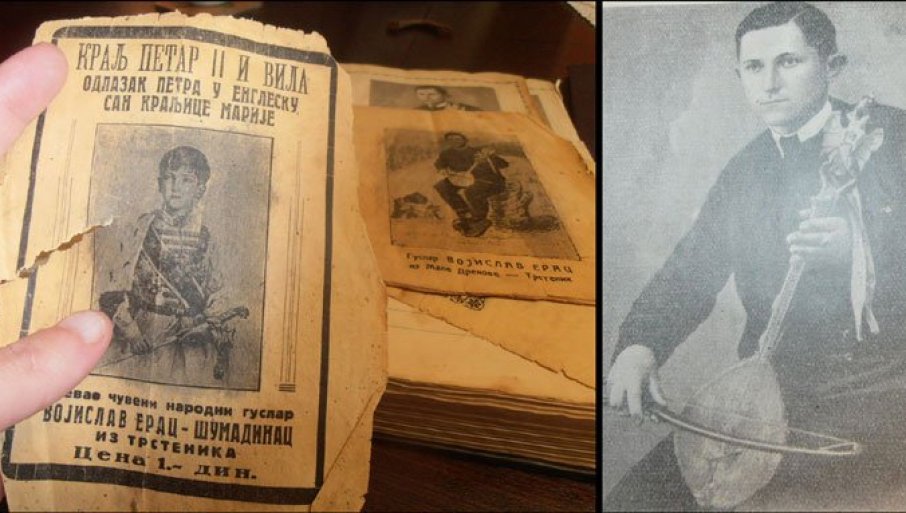 КРАЉ ПЕТАР II И ВИЛА
ОДЛАЗАК ПЕТРА У ЕНГЛЕСКУ
САН КРАЉИЦЕ МАРИЈЕ
евао чувени народни гуслар
ВОЈИСЛАВ ЕРАЦ-ШУМАДИНАЦ
ИЗ ТРСТЕНИКА
Цена 1.- дин.
Гуслар ВОЈИСЛАВ ЕРАЦ
из Мале Дренове — Трстеник